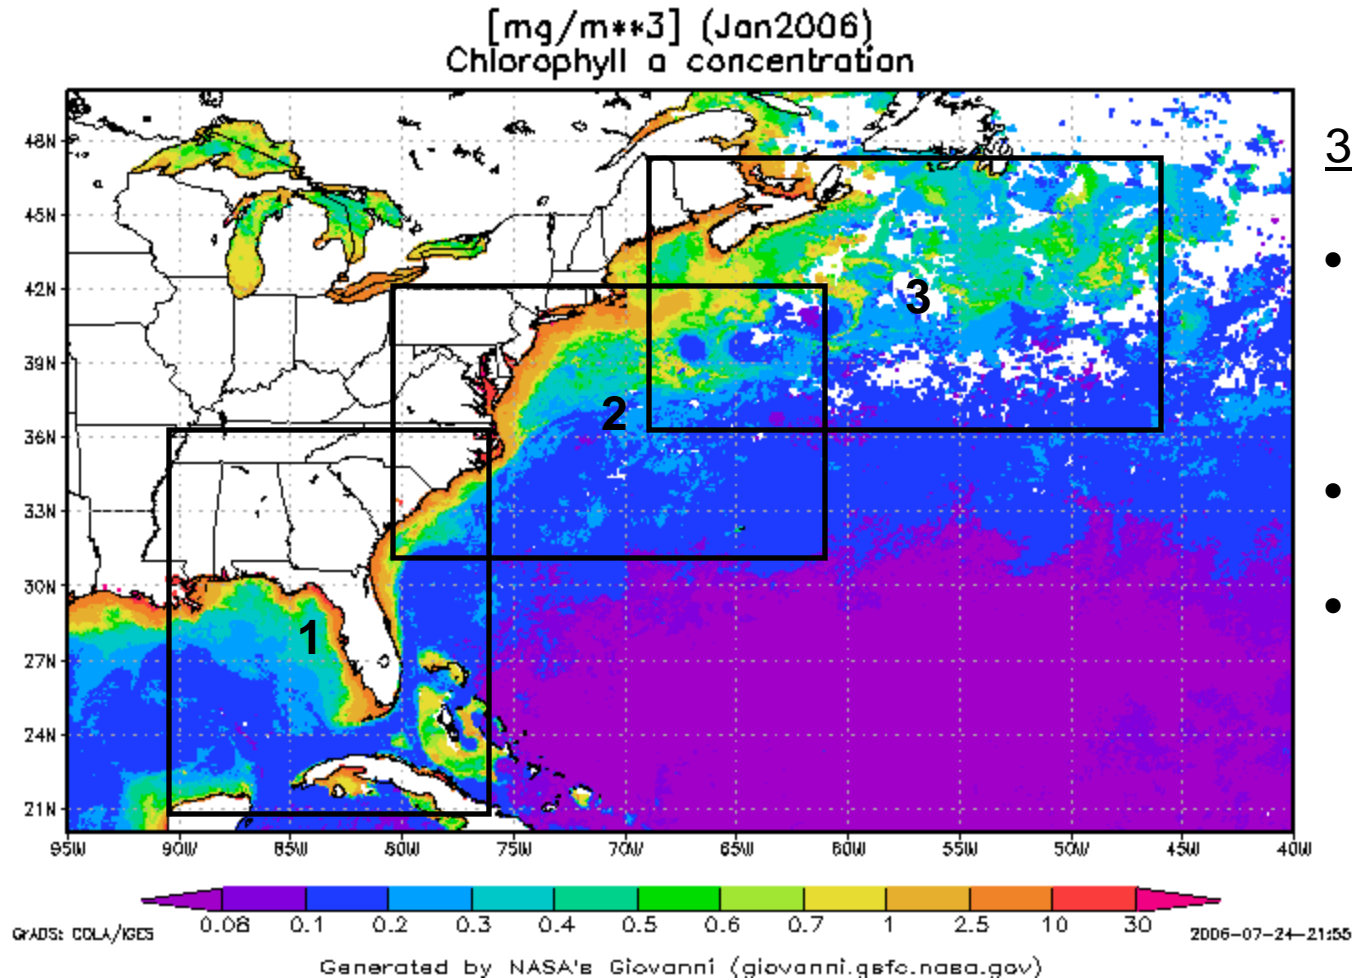 [mg/m**3] (Jan2006)
Chlorophyll a concentration
48N
45N
42N
39N
36N
33N
30N
27N
24N
21N
1
2
3
95W 90W 85W 80W 75W 70W 65W 60W 55W 50W 45W 40W
0.08 0.1 0.2 0.3 0.4 0.5 0.6 0.7 1 2.5 10 30
GrADS: COLA/IGES
2006-07-24-21:55
Generated by NASA's Giovanni (giovanni.gsfc.nasa.gov)
3
•
•
•